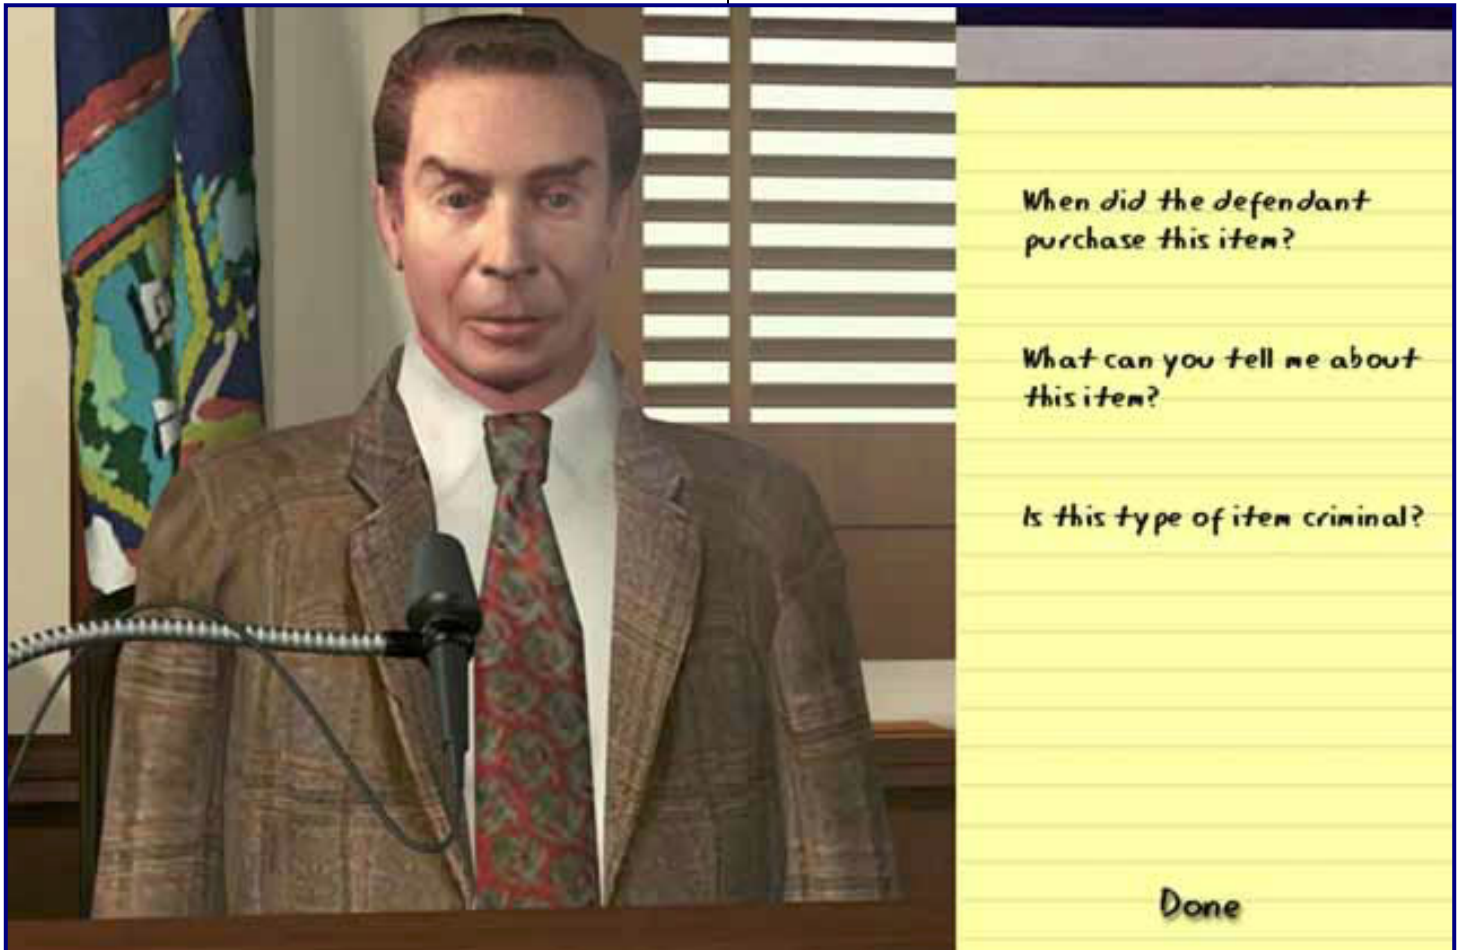 When did the defendant
purchase this item?
What can you tell me about
this item?
Is this type of item criminal?
Done